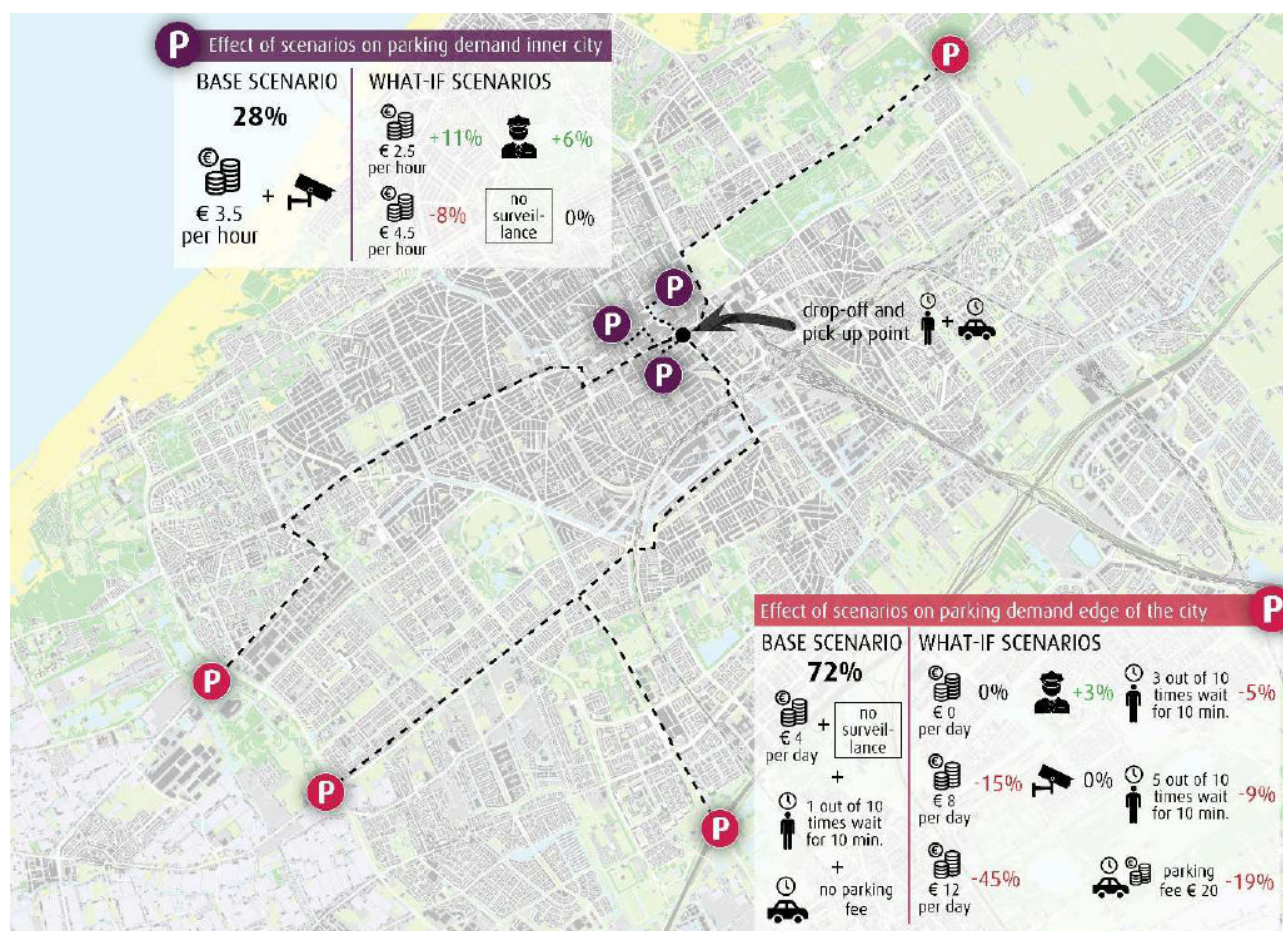 P
Effect of scenarios on parking demand inner city
BASE SCENARIO
28%
€ 3.5
per hour
+
WHAT-IF SCENARIOS
€ 2.5
per hour
+11%
+6%
€ 4.5
per hour
-8%
no
surveil-
lance
0%
P
P
P
P
drop-off and
pick-up point
+
P
P
P
Effect of scenarios on parking demand edge of the city
P
BASE SCENARIO
72%
€ 4
per day
+
no
surveil-
lance
+
1 out of 10
times wait
for 10 min.
+
no parking
fee
WHAT-IF SCENARIOS
€ 0
per day
0%
+3%
3 out of 10
times wait
for 10 min.
-5%
€ 8
per day
-15%
0%
5 out of 10
times wait
for 10 min.
-9%
€ 12
per day
-45%
parking
fee € 20
-19%